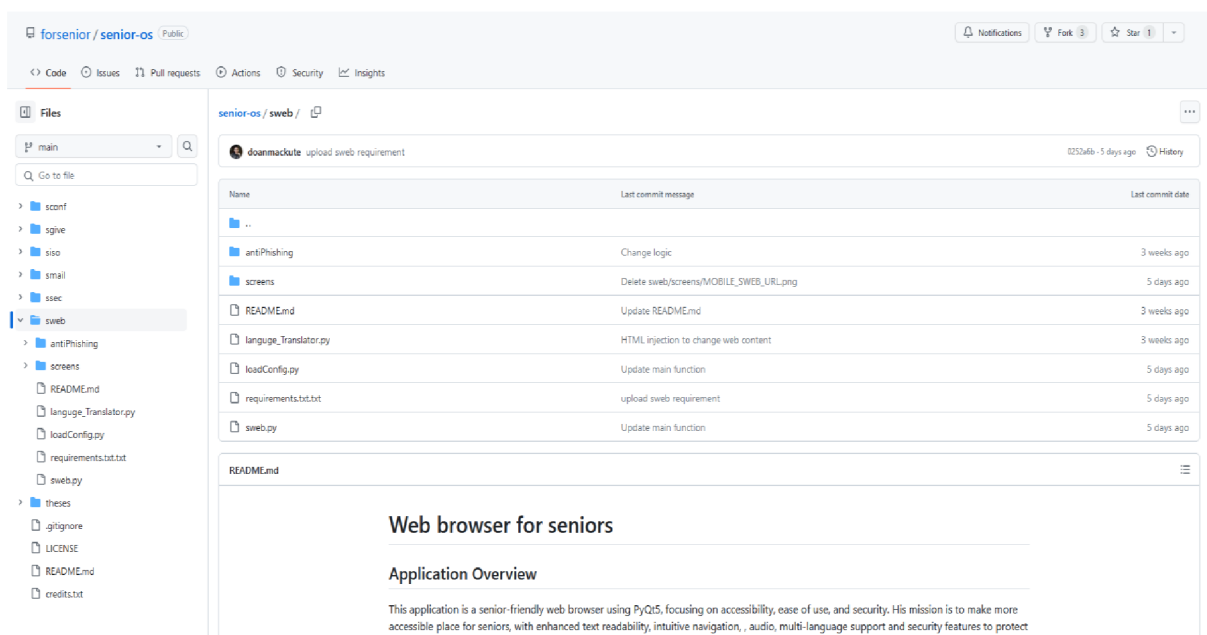 forsenior / senior-os Public
Notifications Fork 3 Star 1
Code Issues Pull requests Actions Security Insights
Files
main
Go to file
sconf
sgive
siso
smail
ssec
sweb
antiPhishing
screens
README.md
languge_Translator.py
loadConfig.py
requirements.txt.txt
sweb.py
theses
.gitignore
LICENSE
README.md
credits.txt
senior-os / sweb /
doanmackute upload sweb requirement 0252a6b · 5 days ago History
Name Last commit message Last commit date
..
antiPhishing Change logic 3 weeks ago
screens Delete sweb/screens/MOBILE_SWEB_URL.png 5 days ago
README.md Update README.md 3 weeks ago
languge_Translator.py HTML injection to change web content 3 weeks ago
loadConfig.py Update main function 5 days ago
requirements.txt.txt upload sweb requirement 5 days ago
sweb.py Update main function 5 days ago
README.md
Web browser for seniors
Application Overview
This application is a senior-friendly web browser using PyQt5, focusing on accessibility, ease of use, and security. His mission is to make more
accessible place for seniors, with enhanced text readability, intuitive navigation, , audio, multi-language support and security features to protect